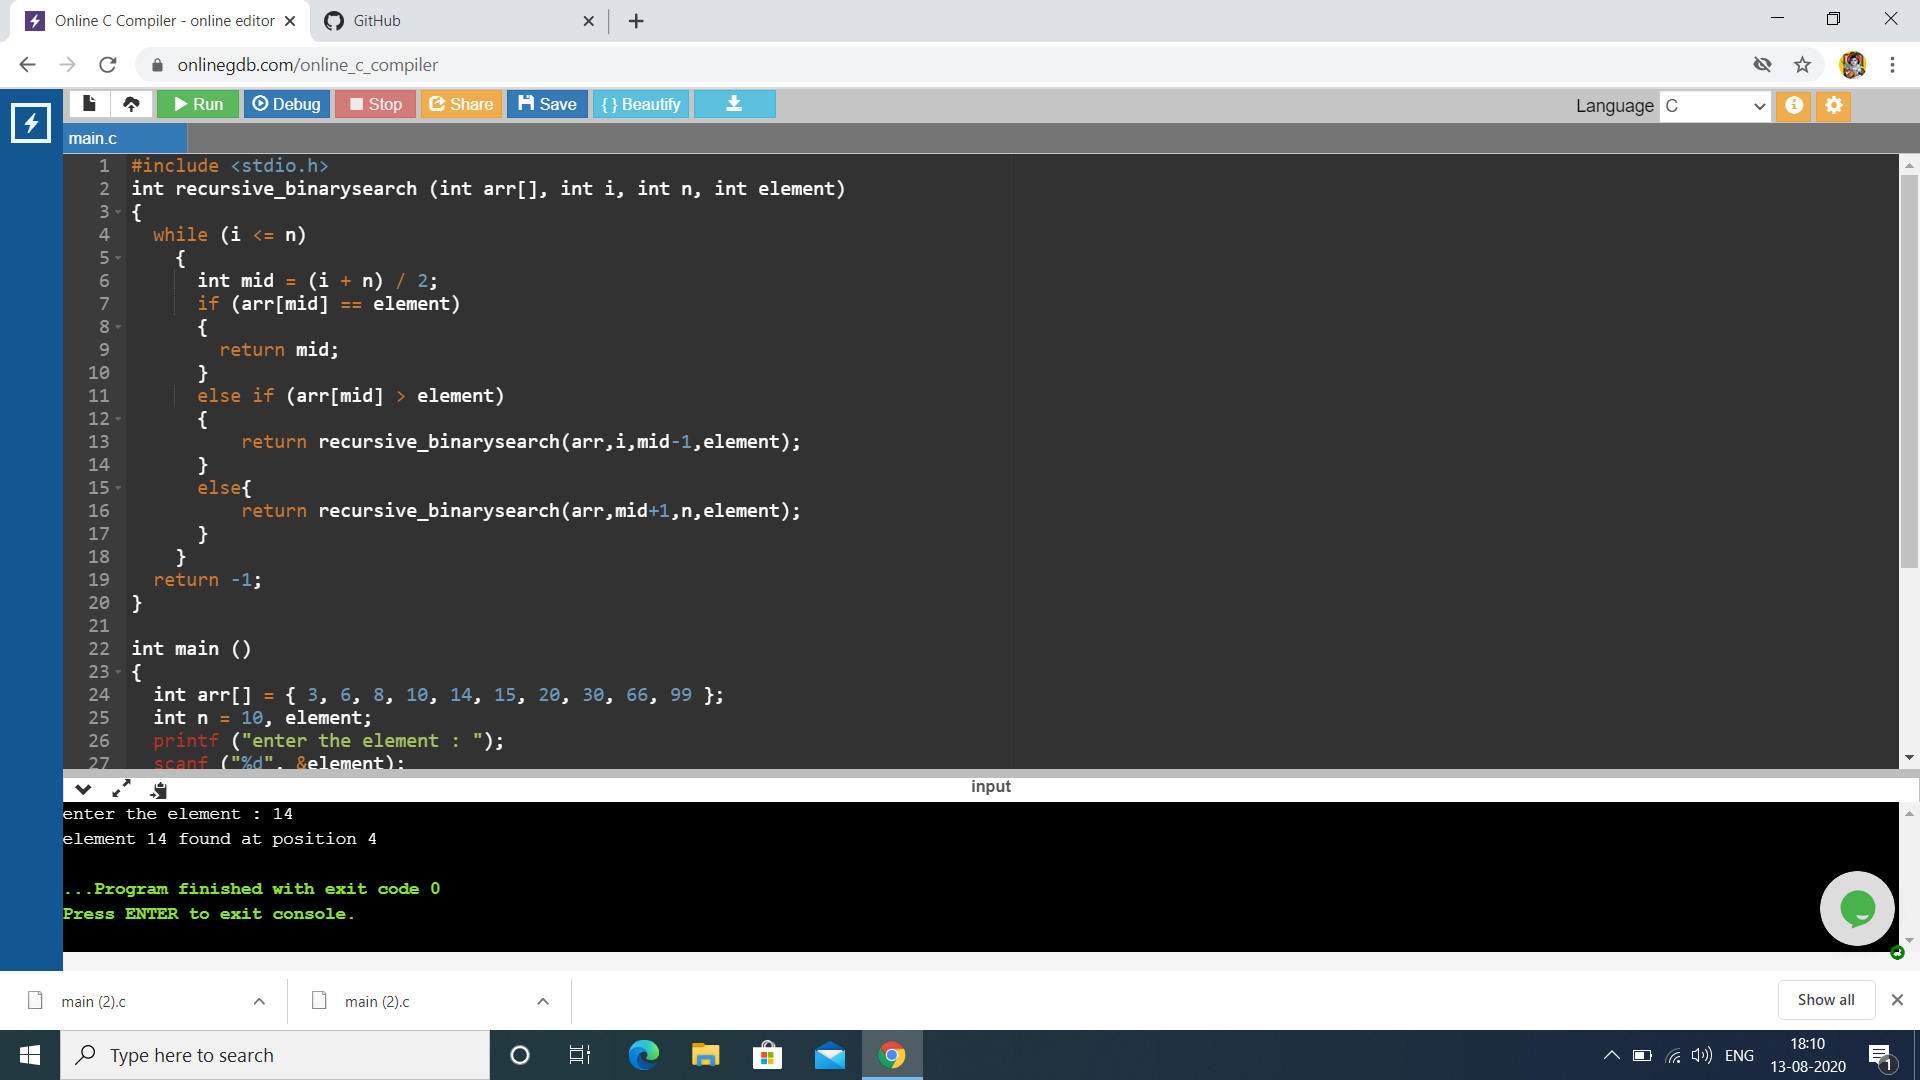 Online C Compiler - online editor
GitHub
onlinegdb.com/online_c_compiler
Run Debug Stop Share Save { } Beautify
Language C
main.c
1 #include <stdio.h>
2 int recursive_binarysearch (int arr[], int i, int n, int element)
3 {
4 while (i <= n)
5 {
6 int mid = (i + n) / 2;
7 if (arr[mid] == element)
8 {
9 return mid;
10 }
11 else if (arr[mid] > element)
12 {
13 return recursive_binarysearch(arr,i,mid-1,element);
14 }
15 else{
16 return recursive_binarysearch(arr,mid+1,n,element);
17 }
18 }
19 return -1;
20 }
21
22 int main ()
23 {
24 int arr[] = { 3, 6, 8, 10, 14, 15, 20, 30, 66, 99 };
25 int n = 10, element;
26 printf ("enter the element : ");
27 scanf ("%d", &element);
input
enter the element : 14
element 14 found at position 4
...Program finished with exit code 0
Press ENTER to exit console.
main (2).c
main (2).c
Show all
Type here to search
ENG
18:10
13-08-2020
1